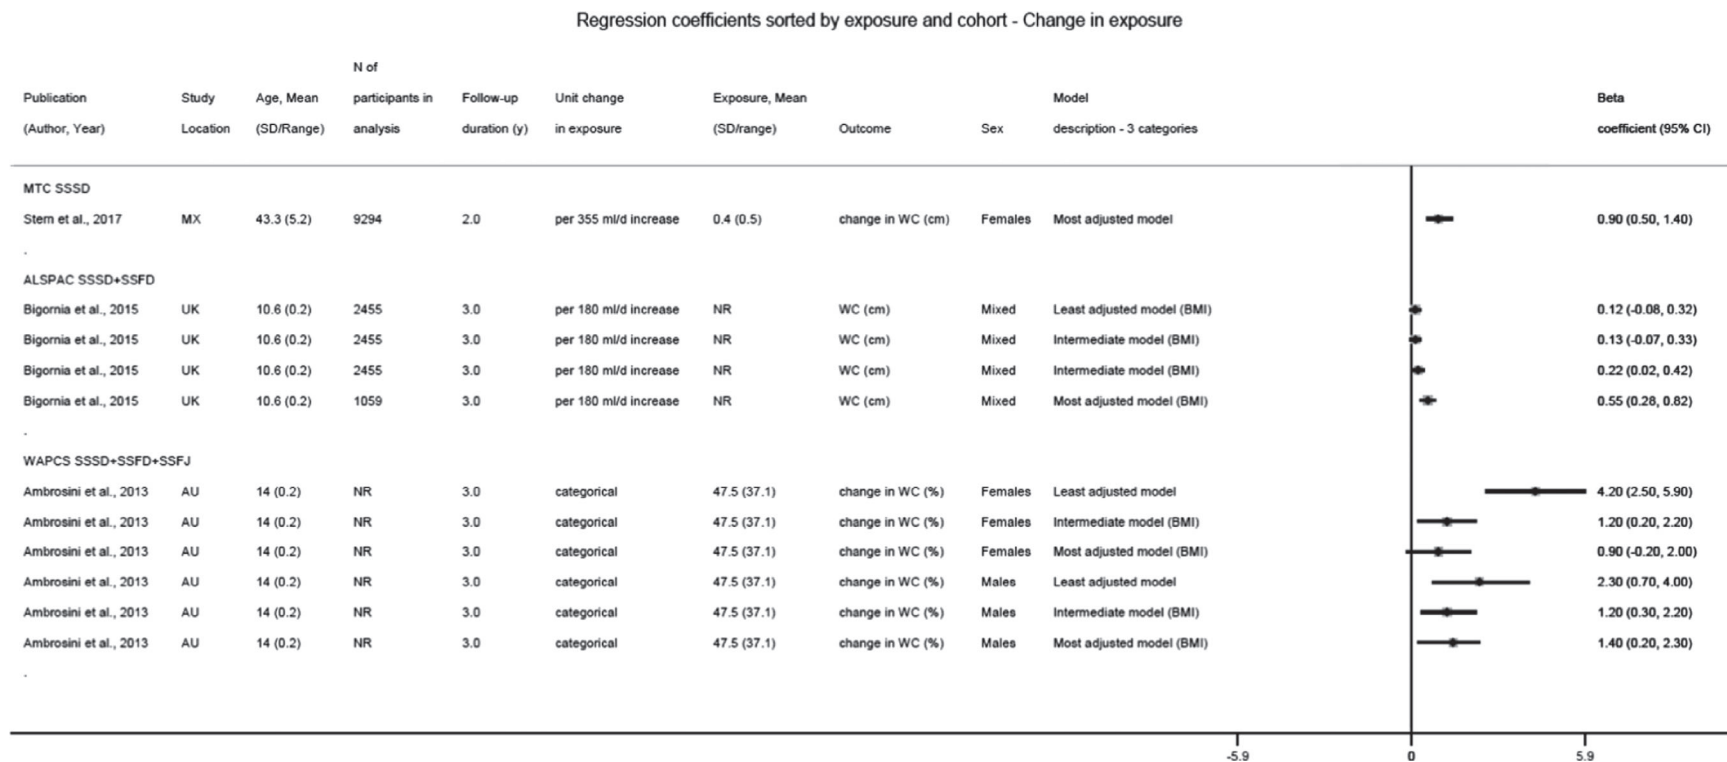 Regression coefficients sorted by exposure and cohort - Change in exposure
N of
Publication Study Age, Mean participants in Follow-up Unit change Exposure, Mean Model Beta
(Author, Year) Location (SD/Range) analysis duration (y) in exposure (SD/range) Outcome Sex description - 3 categories coefficient (95% CI)
MTC SSSD
Stern et al., 2017 MX 43.3 (5.2) 9294 2.0 per 355 ml/d increase 0.4 (0.5) change in WC (cm) Females Most adjusted model 0.90 (0.50, 1.40)
.
ALSPAC SSSD+SSFD
Bigornia et al., 2015 UK 10.6 (0.2) 2455 3.0 per 180 ml/d increase NR WC (cm) Mixed Least adjusted model (BMI) 0.12 (-0.08, 0.32)
Bigornia et al., 2015 UK 10.6 (0.2) 2455 3.0 per 180 ml/d increase NR WC (cm) Mixed Intermediate model (BMI) 0.13 (-0.07, 0.33)
Bigornia et al., 2015 UK 10.6 (0.2) 2455 3.0 per 180 ml/d increase NR WC (cm) Mixed Intermediate model (BMI) 0.22 (0.02, 0.42)
Bigornia et al., 2015 UK 10.6 (0.2) 1059 3.0 per 180 ml/d increase NR WC (cm) Mixed Most adjusted model (BMI) 0.55 (0.28, 0.82)
.
WAPCS SSSD+SSFD+SSFJ
Ambrosini et al., 2013 AU 14 (0.2) NR 3.0 categorical 47.5 (37.1) change in WC (%) Females Least adjusted model 4.20 (2.50, 5.90)
Ambrosini et al., 2013 AU 14 (0.2) NR 3.0 categorical 47.5 (37.1) change in WC (%) Females Intermediate model (BMI) 1.20 (0.20, 2.20)
Ambrosini et al., 2013 AU 14 (0.2) NR 3.0 categorical 47.5 (37.1) change in WC (%) Females Most adjusted model (BMI) 0.90 (-0.20, 2.00)
Ambrosini et al., 2013 AU 14 (0.2) NR 3.0 categorical 47.5 (37.1) change in WC (%) Males Least adjusted model 2.30 (0.70, 4.00)
Ambrosini et al., 2013 AU 14 (0.2) NR 3.0 categorical 47.5 (37.1) change in WC (%) Males Intermediate model (BMI) 1.20 (0.30, 2.20)
Ambrosini et al., 2013 AU 14 (0.2) NR 3.0 categorical 47.5 (37.1) change in WC (%) Males Most adjusted model (BMI) 1.40 (0.20, 2.30)
.
-5.9 0 5.9